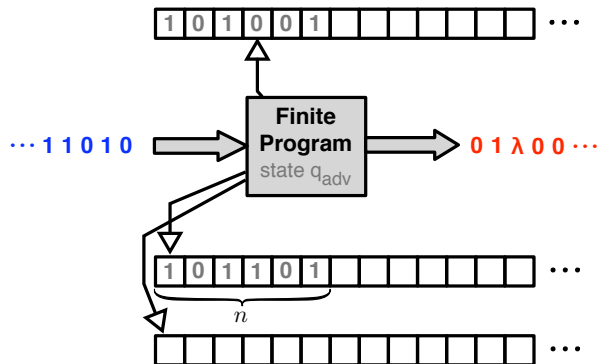 1 0 1 0 0 1 ···
Finite
Program
state q_adv
··· 1 1 0 1 0
0 1 λ 0 0 ···
1 0 1 1 0 1 ···
n
···